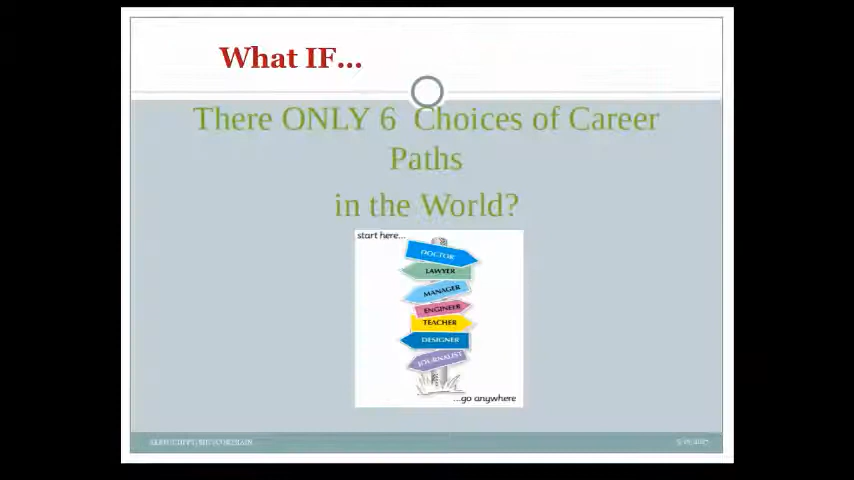 What IF...
There ONLY 6 Choices of Career
Paths
in the World?
start here...
DOCTOR
LAWYER
MANAGER
ENGINEER
TEACHER
DESIGNER
JOURNALIST
...go anywhere